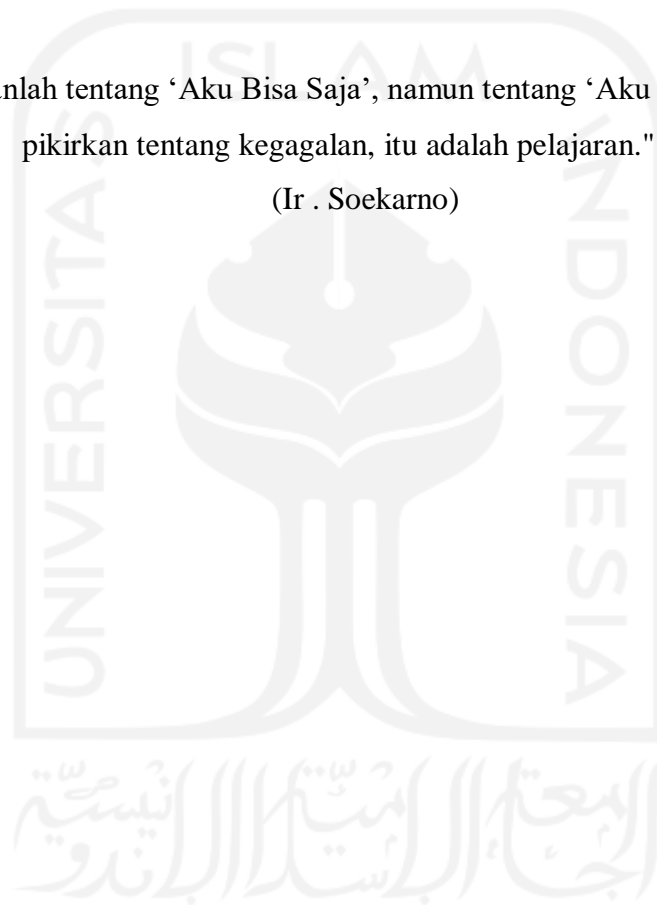 nlah tentang ‘Aku Bisa Saja’, namun tentang ‘Aku
pikirkan tentang kegagalan, itu adalah pelajaran."
(Ir . Soekarno)
ISLAM
UNIVERSITAS
INDONESIA